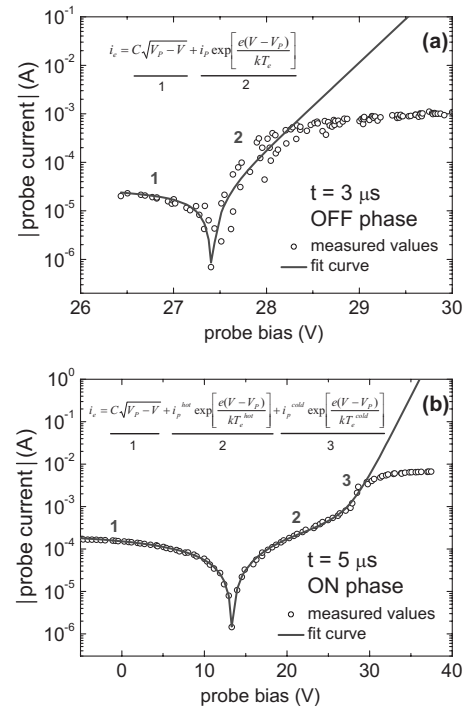 (a)
i_e = C√(V_P − V) + i_P exp[e(V − V_P)/kT_e]
1 2
10⁰
10⁻¹
10⁻²
10⁻³
10⁻⁴
10⁻⁵
10⁻⁶
|probe current| (A)
1
2
t = 3 μs
OFF phase
measured values
fit curve
26 27 28 29 30
probe bias (V)
(b)
i_e = C√(V_P − V) + i_p^hot exp[e(V − V_P)/kT_e^hot] + i_p^cold exp[e(V − V_P)/kT_e^cold]
1 2 3
10⁰
10⁻¹
10⁻²
10⁻³
10⁻⁴
10⁻⁵
10⁻⁶
|probe current| (A)
1
2
3
t = 5 μs
ON phase
measured values
fit curve
0 10 20 30 40
probe bias (V)